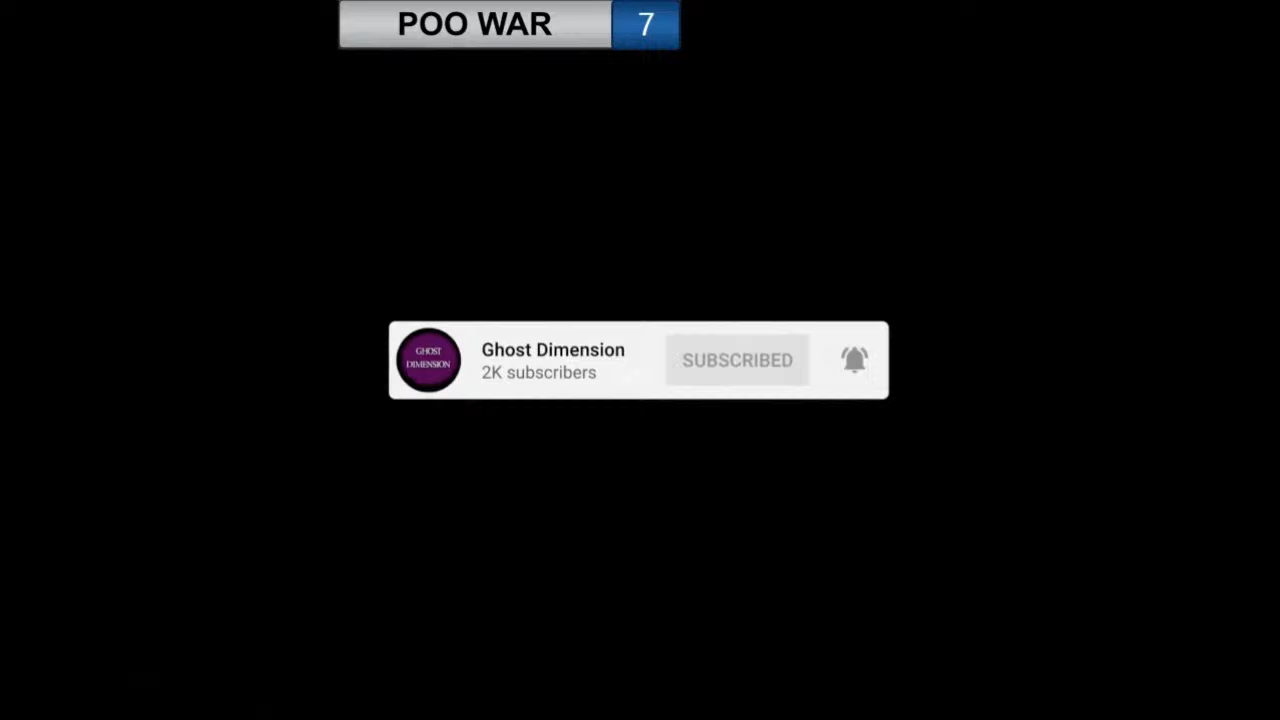 POO WAR 7
GHOST
DIMENSION
Ghost Dimension
2K subscribers
SUBSCRIBED